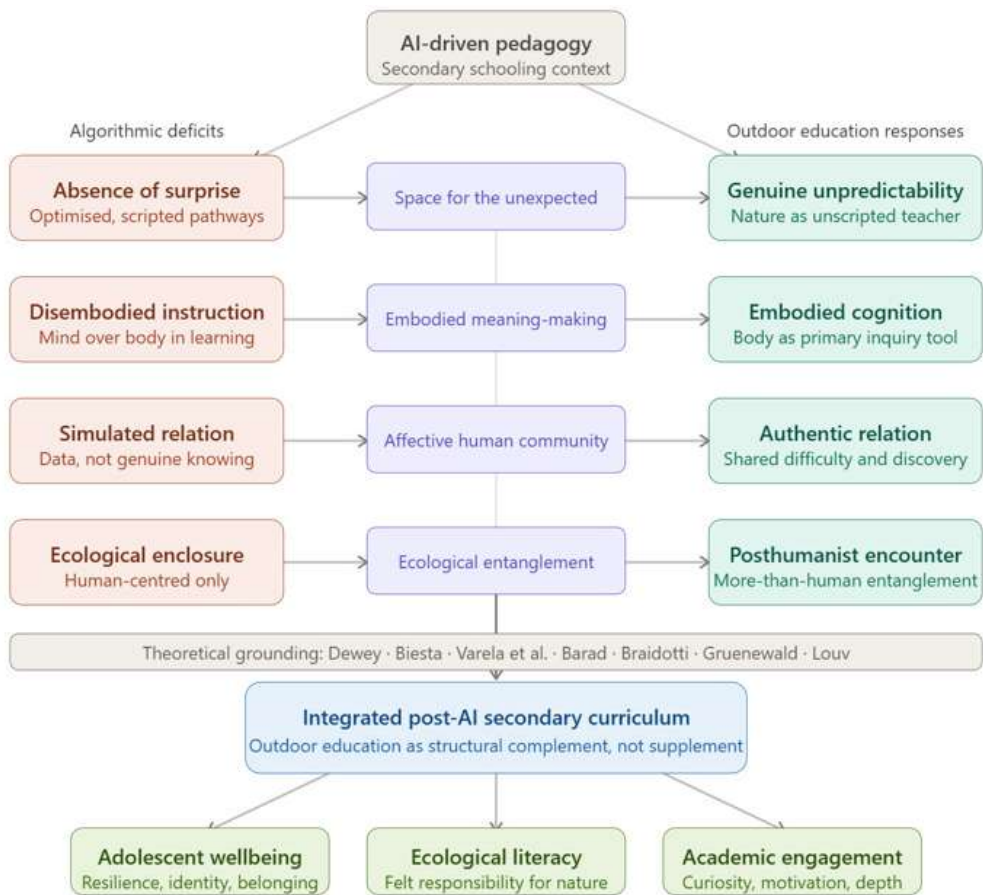 AI-driven pedagogy
Secondary schooling context
Algorithmic deficits
Outdoor education responses
Absence of surprise
Optimised, scripted pathways
Space for the unexpected
Genuine unpredictability
Nature as unscripted teacher
Disembodied instruction
Mind over body in learning
Embodied meaning-making
Embodied cognition
Body as primary inquiry tool
Simulated relation
Data, not genuine knowing
Affective human community
Authentic relation
Shared difficulty and discovery
Ecological enclosure
Human-centred only
Ecological entanglement
Posthumanist encounter
More-than-human entanglement
Theoretical grounding: Dewey · Biesta · Varela et al. · Barad · Braidotti · Gruenewald · Louv
Integrated post-AI secondary curriculum
Outdoor education as structural complement, not supplement
Adolescent wellbeing
Resilience, identity, belonging
Ecological literacy
Felt responsibility for nature
Academic engagement
Curiosity, motivation, depth